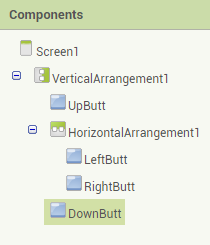 Components
Screen1
VerticalArrangement1
UpButt
HorizontalArrangement1
LeftButt
RightButt
DownButt